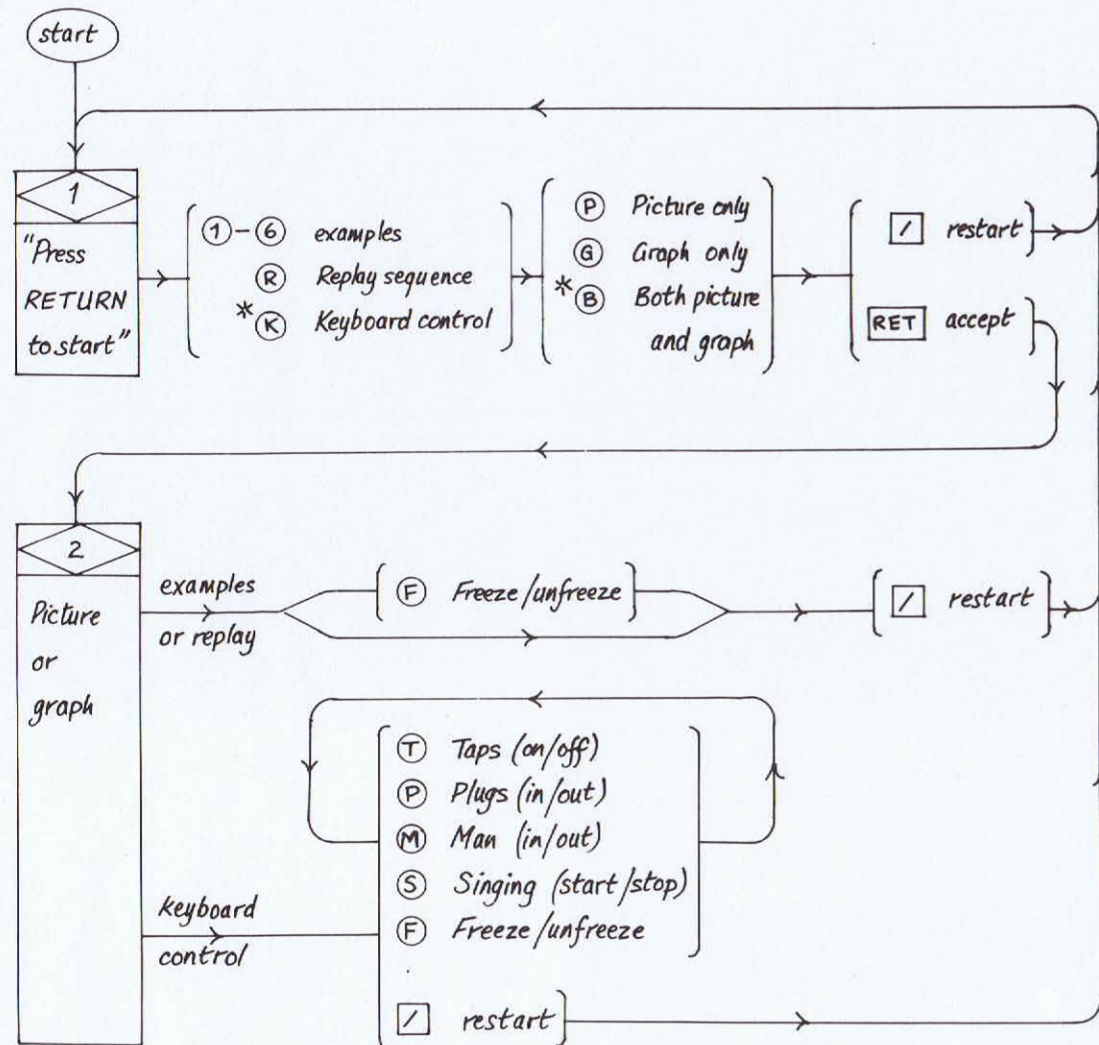 start
1
"Press
RETURN
to start"
1 - 6 examples
R Replay sequence
* K Keyboard control
P Picture only
G Graph only
* B Both picture
and graph
/ restart
RET accept
2
Picture
or
graph
examples
or replay
F Freeze/unfreeze
/ restart
keyboard
control
T Taps (on/off)
P Plugs (in/out)
M Man (in/out)
S Singing (start/stop)
F Freeze/unfreeze
/ restart